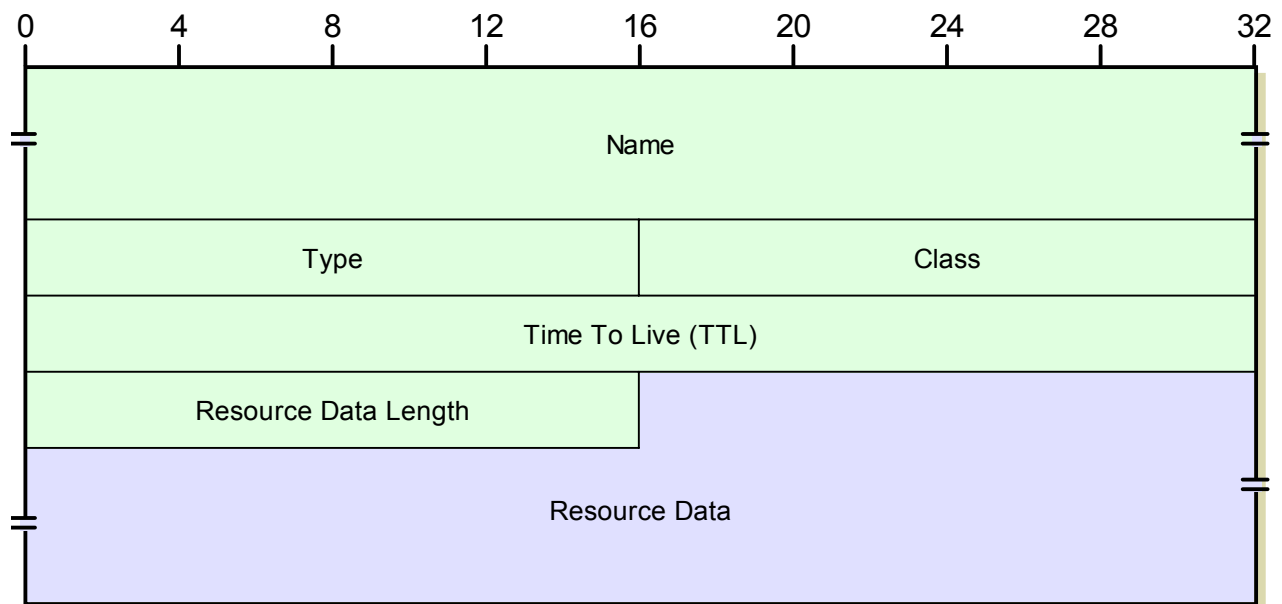 0 4 8 12 16 20 24 28 32
Name
Type Class
Time To Live (TTL)
Resource Data Length
Resource Data